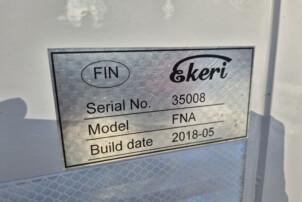 FIN Ekeri
Serial No. 35008
Model FNA
Build date 2018-05